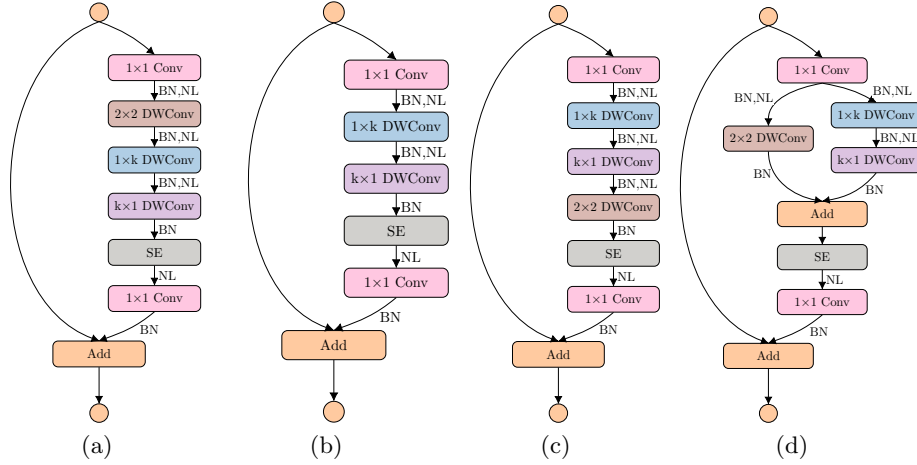 1×1 Conv
BN,NL
2×2 DWConv
BN,NL
1×k DWConv
BN,NL
k×1 DWConv
BN
SE
NL
1×1 Conv
BN
Add
(a)
1×1 Conv
BN,NL
1×k DWConv
BN,NL
k×1 DWConv
BN
SE
NL
1×1 Conv
BN
Add
(b)
1×1 Conv
BN,NL
1×k DWConv
BN,NL
k×1 DWConv
BN,NL
2×2 DWConv
BN
SE
NL
1×1 Conv
BN
Add
(c)
1×1 Conv
BN,NL
BN,NL
2×2 DWConv
1×k DWConv
BN,NL
k×1 DWConv
BN
BN
Add
SE
NL
1×1 Conv
BN
Add
(d)